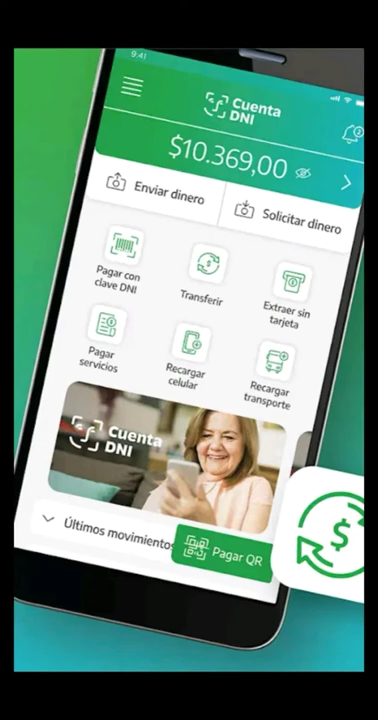 9:41
Cuenta
DNI
2
$10.369,00
Enviar dinero
Solicitar dinero
Pagar con
clave DNI
Transferir
Extraer sin
tarjeta
Pagar
servicios
Recargar
celular
Recargar
transporte
Cuenta
DNI
Últimos movimientos
Pagar QR
$